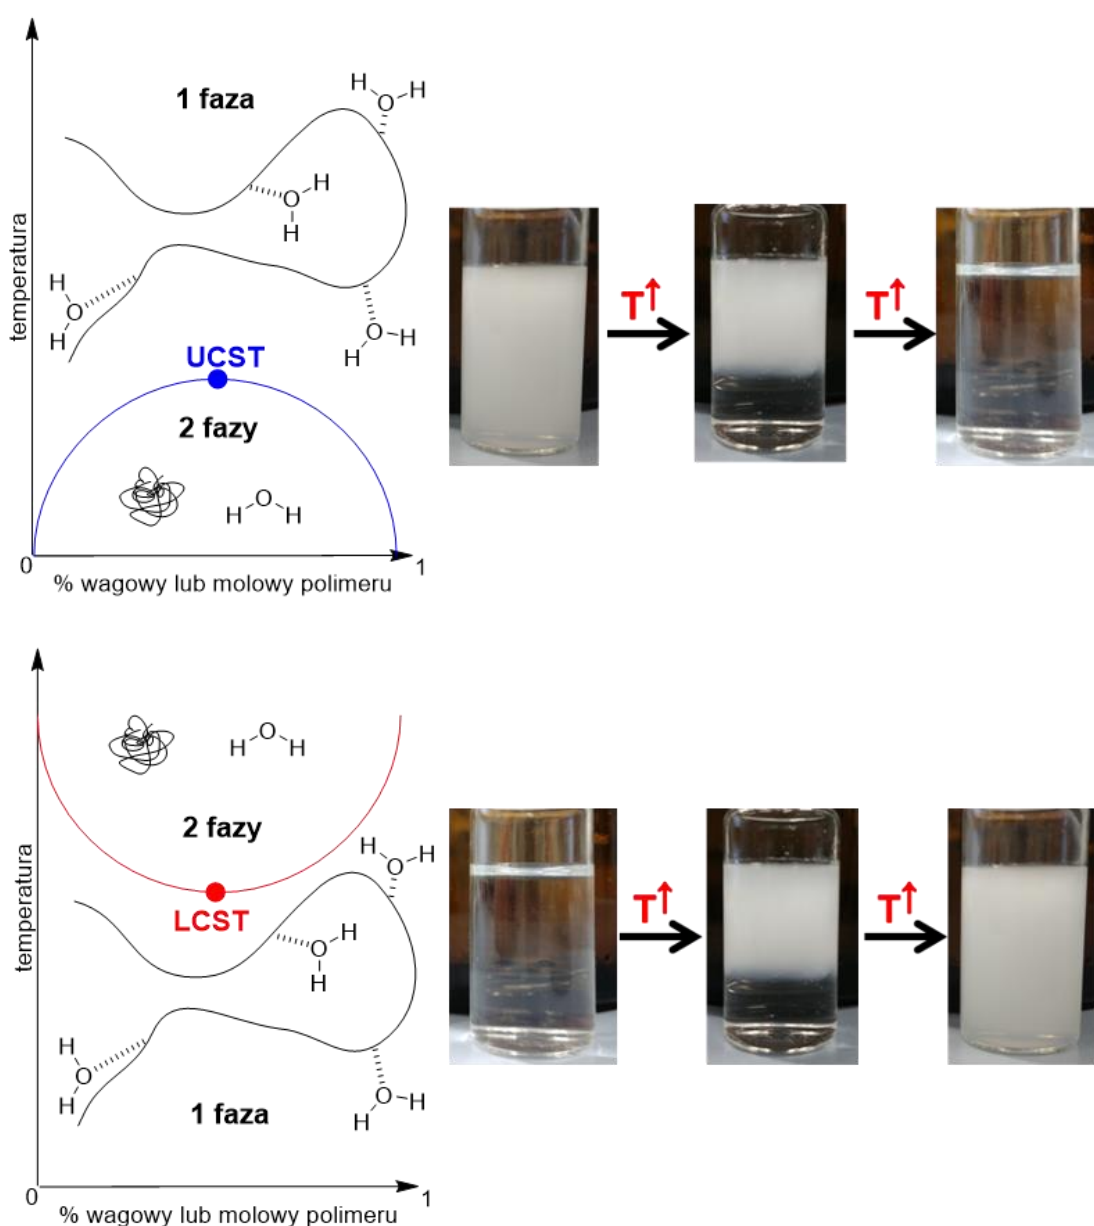 temperatura
1 faza
H
O
H
O
H
H
H
O
H
O
H
H
UCST
2 fazy
H
O
H
0
1
% wagowy lub molowy polimeru
T↑
T↑
temperatura
H
O
H
2 fazy
LCST
H
O
H
O
H
H
H
O
H
O
H
H
1 faza
0
1
% wagowy lub molowy polimeru
T↑
T↑